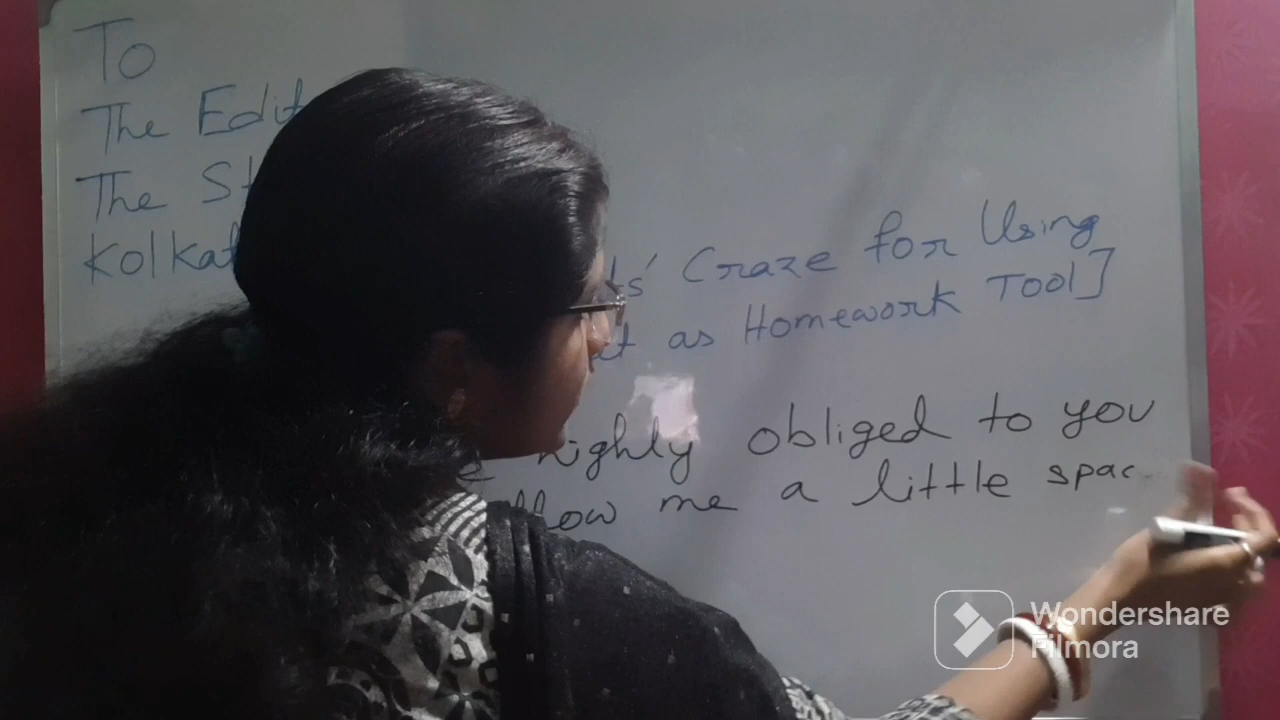 To
The Edit
The St
Kolkat
ts' Craze for Using
as Homework Tool]
highly obliged to you
llow me a little spac
Wondershare
Filmora